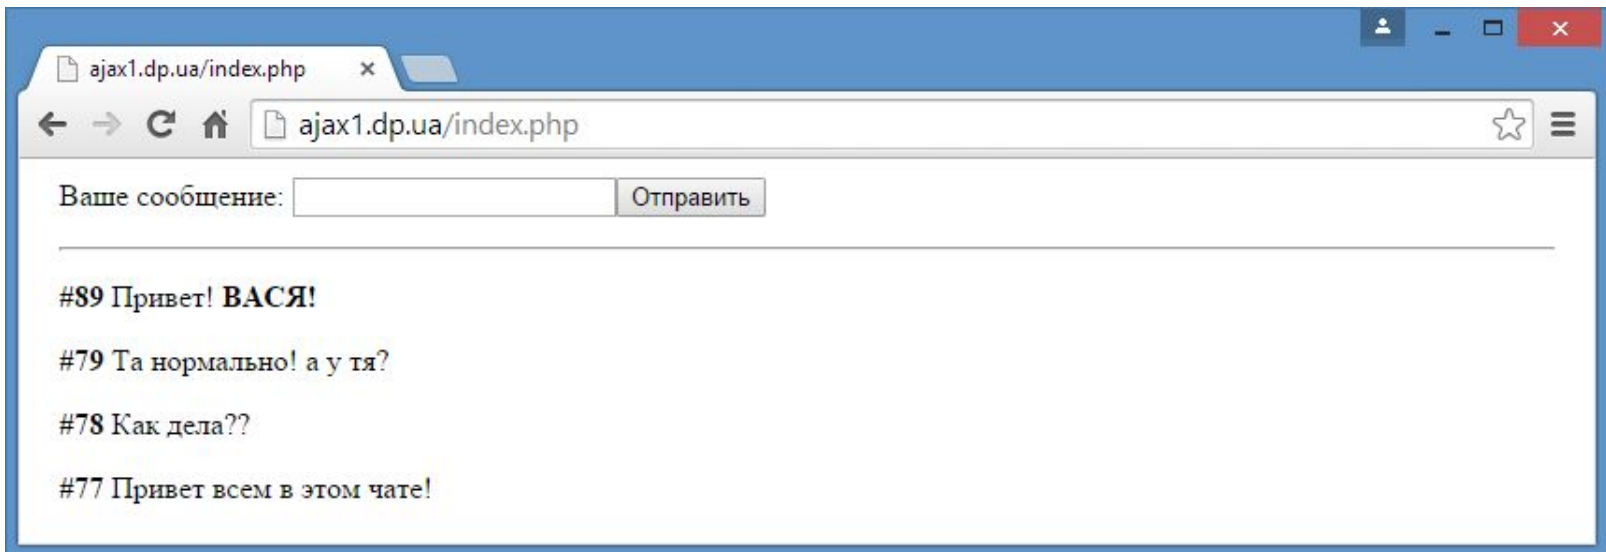 ajax1.dp.ua/index.php
ajax1.dp.ua/index.php
Ваше сообщение: Отправить
#89 Привет! ВАСЯ!
#79 Та нормально! а у тя?
#78 Как дела??
#77 Привет всем в этом чате!